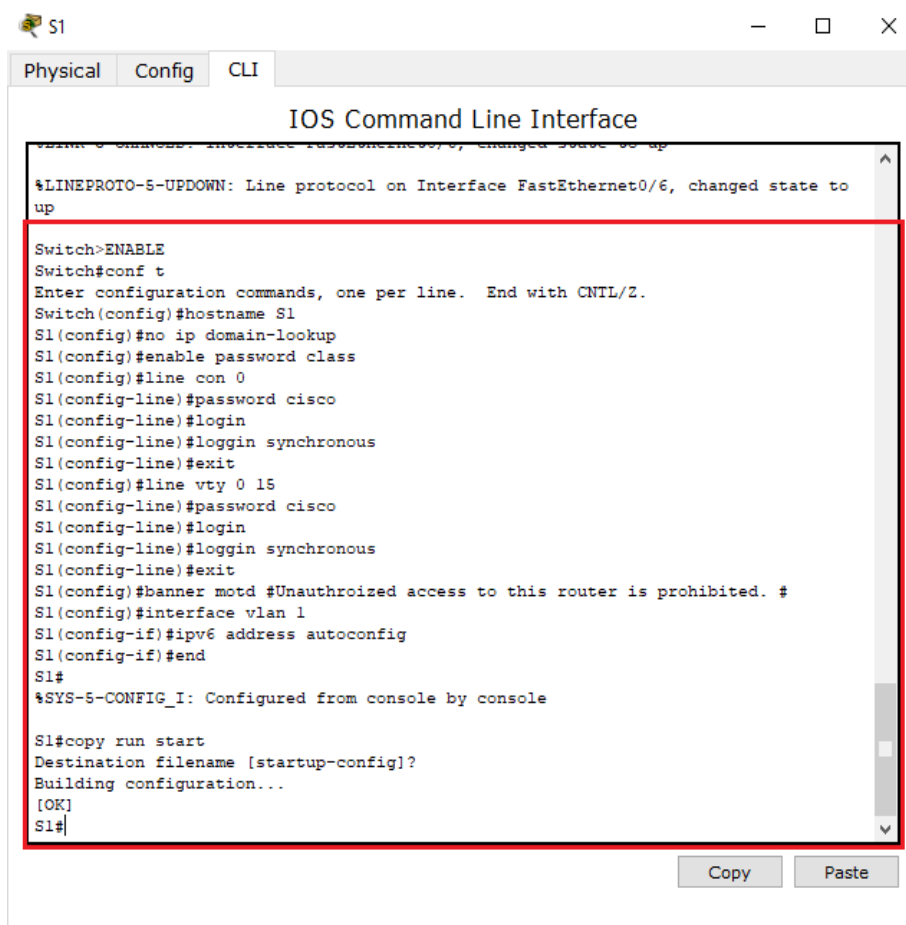 S1
Physical Config CLI
IOS Command Line Interface
%LINEPROTO-5-UPDOWN: Line protocol on Interface FastEthernet0/6, changed state to
up
Switch>ENABLE
Switch#conf t
Enter configuration commands, one per line.  End with CNTL/Z.
Switch(config)#hostname S1
S1(config)#no ip domain-lookup
S1(config)#enable password class
S1(config)#line con 0
S1(config-line)#password cisco
S1(config-line)#login
S1(config-line)#loggin synchronous
S1(config-line)#exit
S1(config)#line vty 0 15
S1(config-line)#password cisco
S1(config-line)#login
S1(config-line)#loggin synchronous
S1(config-line)#exit
S1(config)#banner motd #Unauthroized access to this router is prohibited. #
S1(config)#interface vlan 1
S1(config-if)#ipv6 address autoconfig
S1(config-if)#end
S1#
%SYS-5-CONFIG_I: Configured from console by console
S1#copy run start
Destination filename [startup-config]?
Building configuration...
[OK]
S1#
Copy Paste